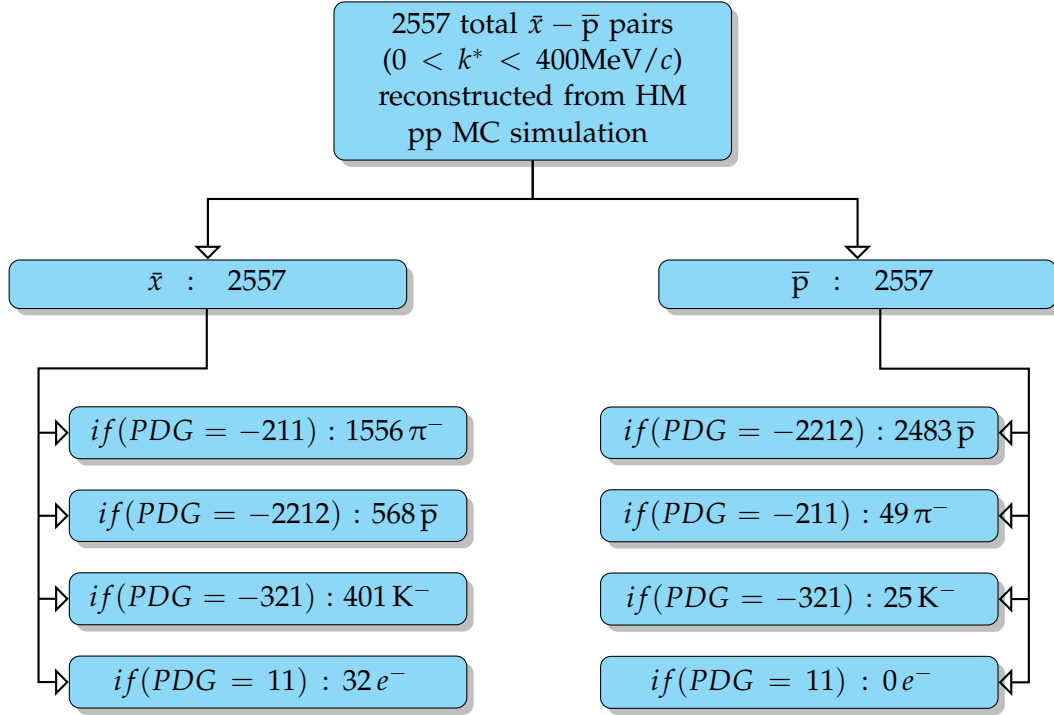 2557 total x̄ − p̄ pairs
(0 < k* < 400MeV/c)
reconstructed from HM
pp MC simulation
x̄ : 2557
p̄ : 2557
if(PDG = −211) : 1556 π⁻
if(PDG = −2212) : 568 p̄
if(PDG = −321) : 401 K⁻
if(PDG = 11) : 32 e⁻
if(PDG = −2212) : 2483 p̄
if(PDG = −211) : 49 π⁻
if(PDG = −321) : 25 K⁻
if(PDG = 11) : 0 e⁻